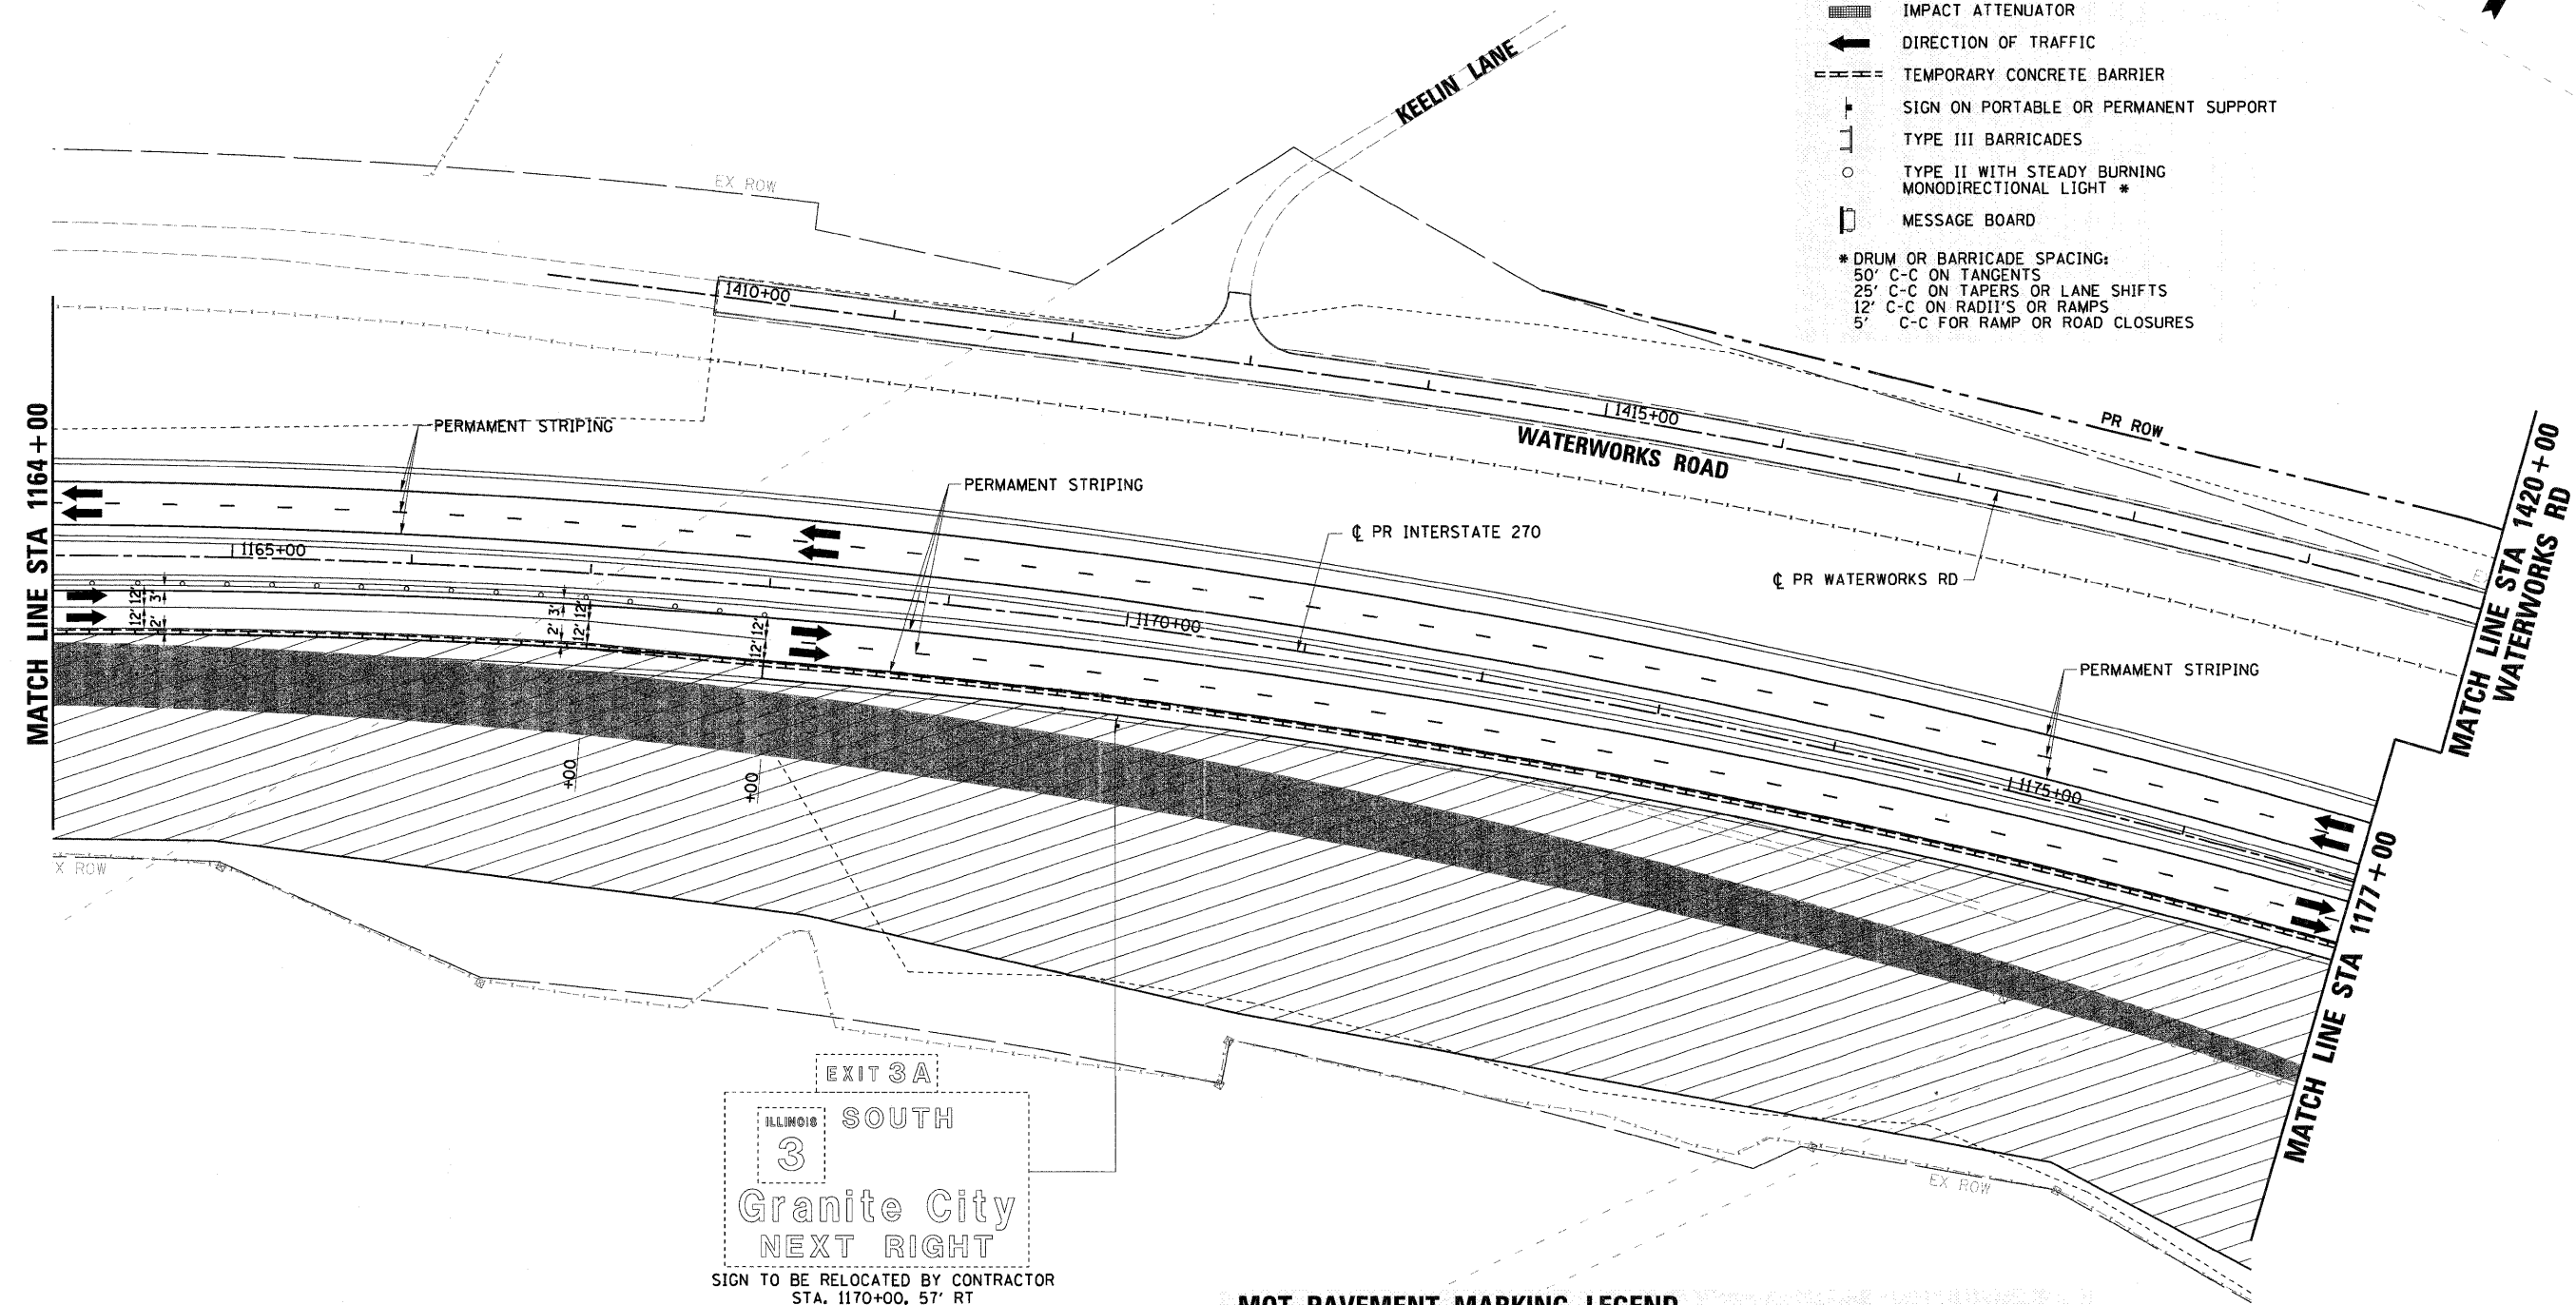 IMPACT ATTENUATOR
DIRECTION OF TRAFFIC
TEMPORARY CONCRETE BARRIER
SIGN ON PORTABLE OR PERMANENT SUPPORT
TYPE III BARRICADES
TYPE II WITH STEADY BURNING
MONODIRECTIONAL LIGHT *
MESSAGE BOARD
* DRUM OR BARRICADE SPACING:
50' C-C ON TANGENTS
25' C-C ON TAPERS OR LANE SHIFTS
12' C-C ON RADII'S OR RAMPS
5' C-C FOR RAMP OR ROAD CLOSURES
KEELIN LANE
EX ROW
1410+00
1415+00
WATERWORKS ROAD
PR ROW
MATCH LINE STA 1164+00
PERMAMENT STRIPING
PERMAMENT STRIPING
℄ PR INTERSTATE 270
℄ PR WATERWORKS RD
MATCH LINE STA 1420+00
WATERWORKS RD
1165+00
12' 12'
2' 3'
2' 3'
12' 12'
12' 12'
1170+00
PERMAMENT STRIPING
1175+00
+00
+00
MATCH LINE STA 1177+00
X ROW
EX ROW
EXIT 3A
ILLINOIS
3
SOUTH
Granite City
NEXT RIGHT
SIGN TO BE RELOCATED BY CONTRACTOR
STA. 1170+00, 57' RT
MOT PAVEMENT MARKING LEGEND